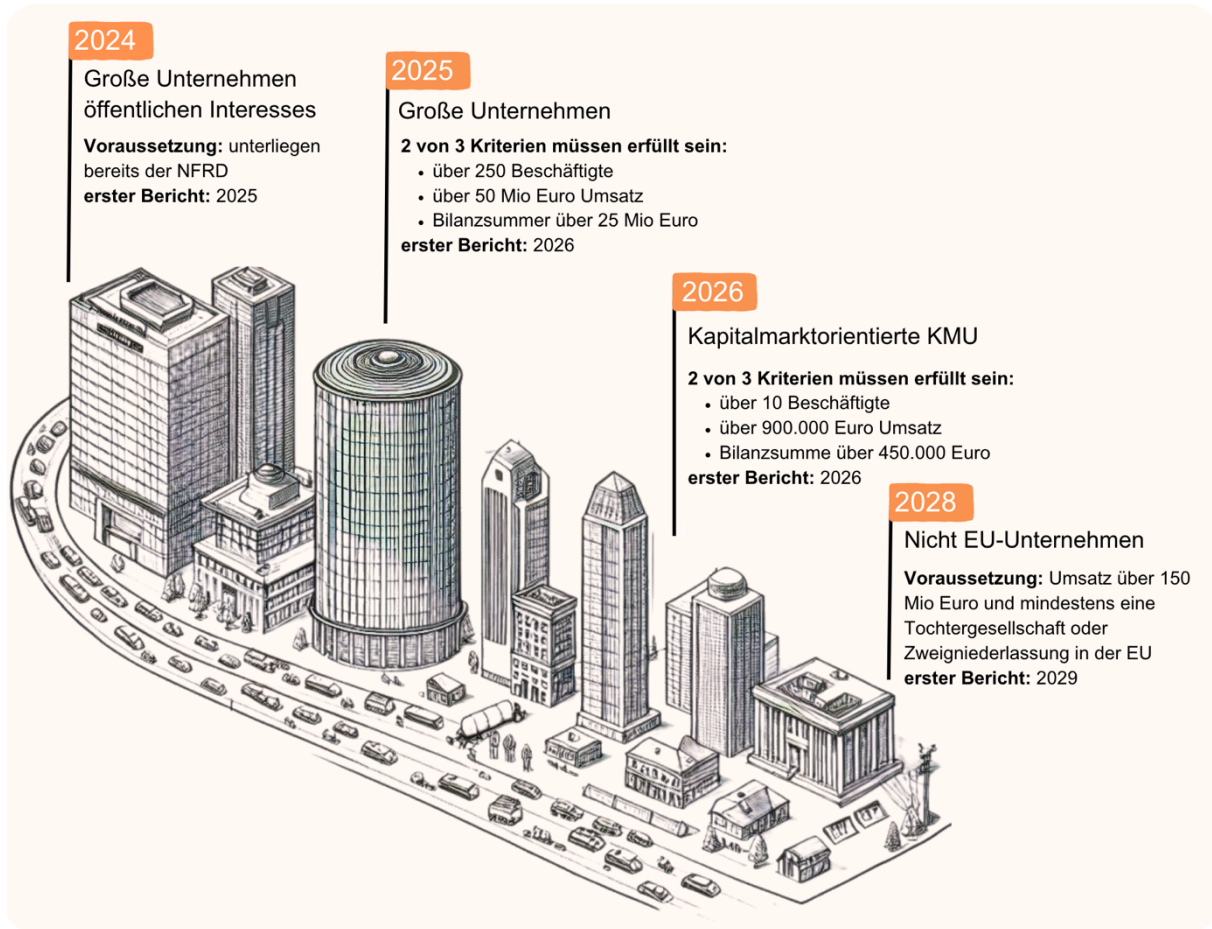 2024
Große Unternehmen
öffentlichen Interesses
Voraussetzung: unterliegen
bereits der NFRD
erster Bericht: 2025
2025
Große Unternehmen
2 von 3 Kriterien müssen erfüllt sein:
• über 250 Beschäftigte
• über 50 Mio Euro Umsatz
• Bilanzsummer über 25 Mio Euro
erster Bericht: 2026
2026
Kapitalmarktorientierte KMU
2 von 3 Kriterien müssen erfüllt sein:
• über 10 Beschäftigte
• über 900.000 Euro Umsatz
• Bilanzsumme über 450.000 Euro
erster Bericht: 2026
2028
Nicht EU-Unternehmen
Voraussetzung: Umsatz über 150
Mio Euro und mindestens eine
Tochtergesellschaft oder
Zweigniederlassung in der EU
erster Bericht: 2029